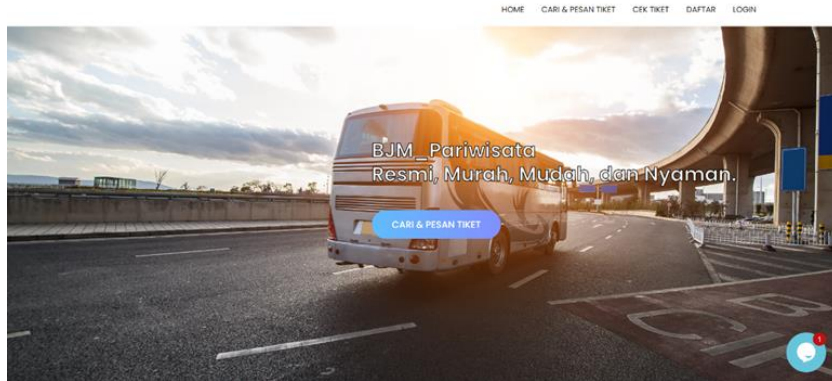 HOME CARI & PESAN TIKET CEK TIKET DAFTAR LOGIN
BJM_Pariwisata
Resmi, Murah, Mudah, dan Nyaman.
CARI & PESAN TIKET
1